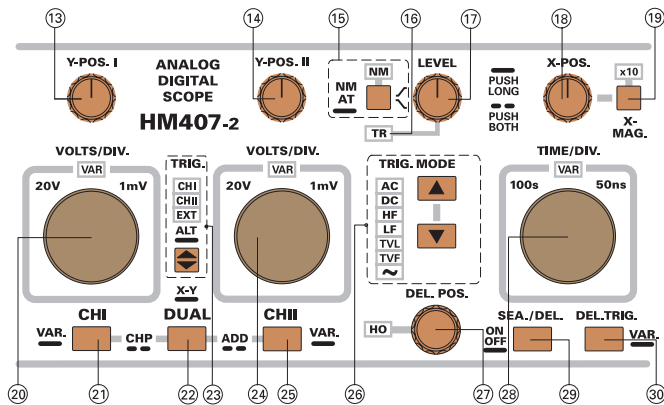 13 14 15 16 17 18 19
Y-POS. I
ANALOG
DIGITAL
SCOPE
HM407-2
Y-POS. II
NM
AT
NM
TR
LEVEL
PUSH
LONG
PUSH
BOTH
X-POS.
x10
X-
MAG.
VOLTS/DIV.
VAR
20V 1mV
TRIG.
CHI
CHII
EXT
ALT
X-Y
VOLTS/DIV.
VAR
20V 1mV
TRIG. MODE
AC
DC
HF
LF
TVL
TVF
~
TIME/DIV.
VAR
100s 50ns
DEL. POS.
HO
VAR.
CHI
CHP
DUAL
ADD
CHII
VAR.
ON
OFF
SEA./DEL.
DEL.TRIG.
VAR.
20 21 22 23 24 25 26 27 28 29 30